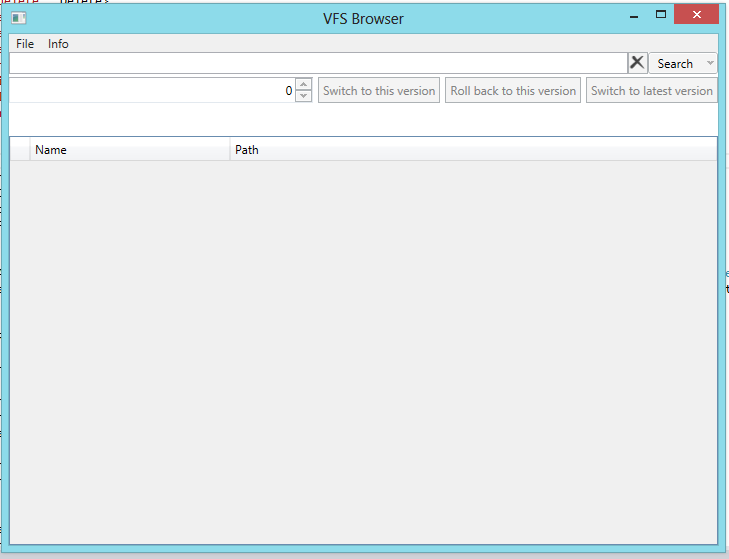 VFS Browser
File Info
Search
0 Switch to this version Roll back to this version Switch to latest version
Name Path